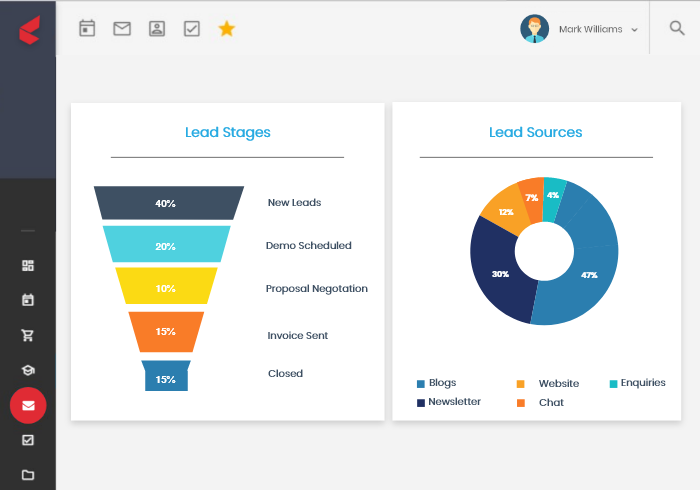 Mark Williams
Lead Stages
40% New Leads
20% Demo Scheduled
10% Proposal Negotation
15% Invoice Sent
15% Closed
Lead Sources
4%
7%
12%
30%
47%
Blogs Website Enquiries
Newsletter Chat